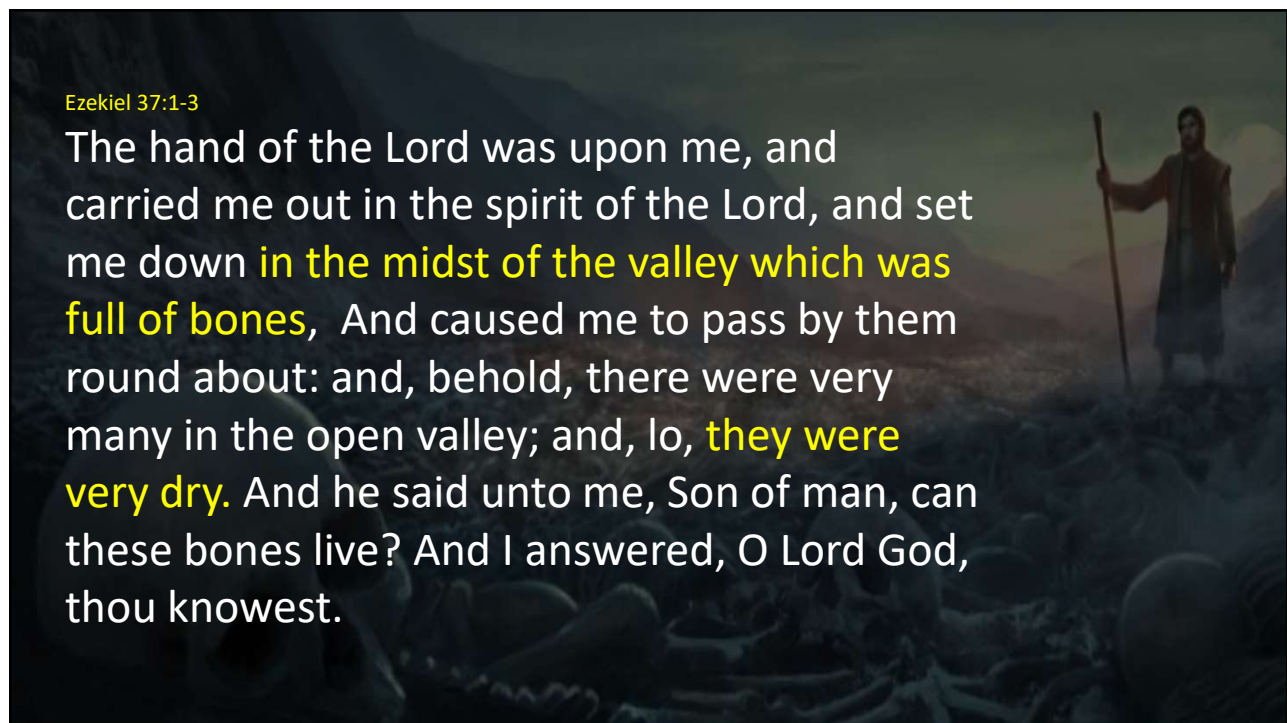 Ezekiel 37:1-3
The hand of the Lord was upon me, and
carried me out in the spirit of the Lord, and set
me down in the midst of the valley which was
full of bones,  And caused me to pass by them
round about: and, behold, there were very
many in the open valley; and, lo, they were
very dry. And he said unto me, Son of man, can
these bones live? And I answered, O Lord God,
thou knowest.